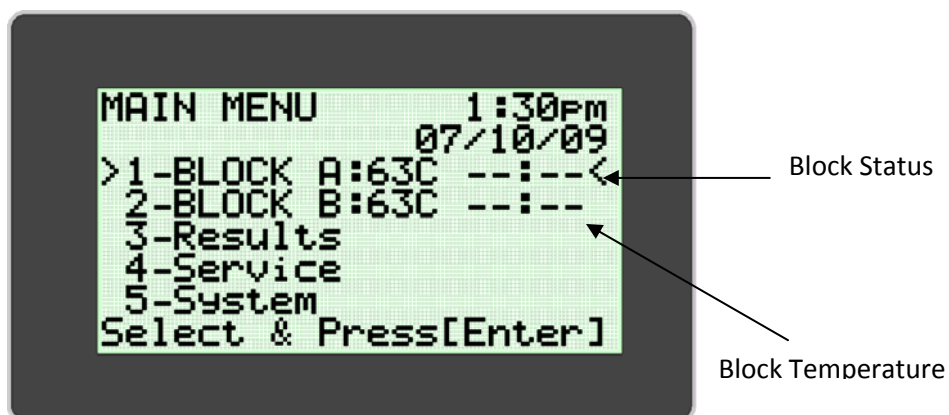 MAIN MENU 1:30pm
07/10/09
>1-BLOCK A:63C --:--<
2-BLOCK B:63C --:--
3-Results
4-Service
5-System
Select & Press[Enter]
Block Status
Block Temperature